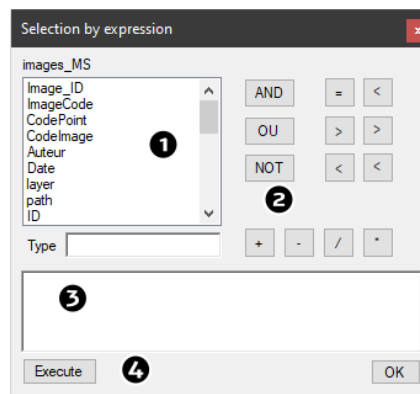 Selection by expression
images_MS
Image_ID
ImageCode
CodePoint
CodeImage
Auteur
Date
layer
path
ID
1
AND = <
OU > >
NOT < <
2
Type
+ - / *
3
Execute
4
OK